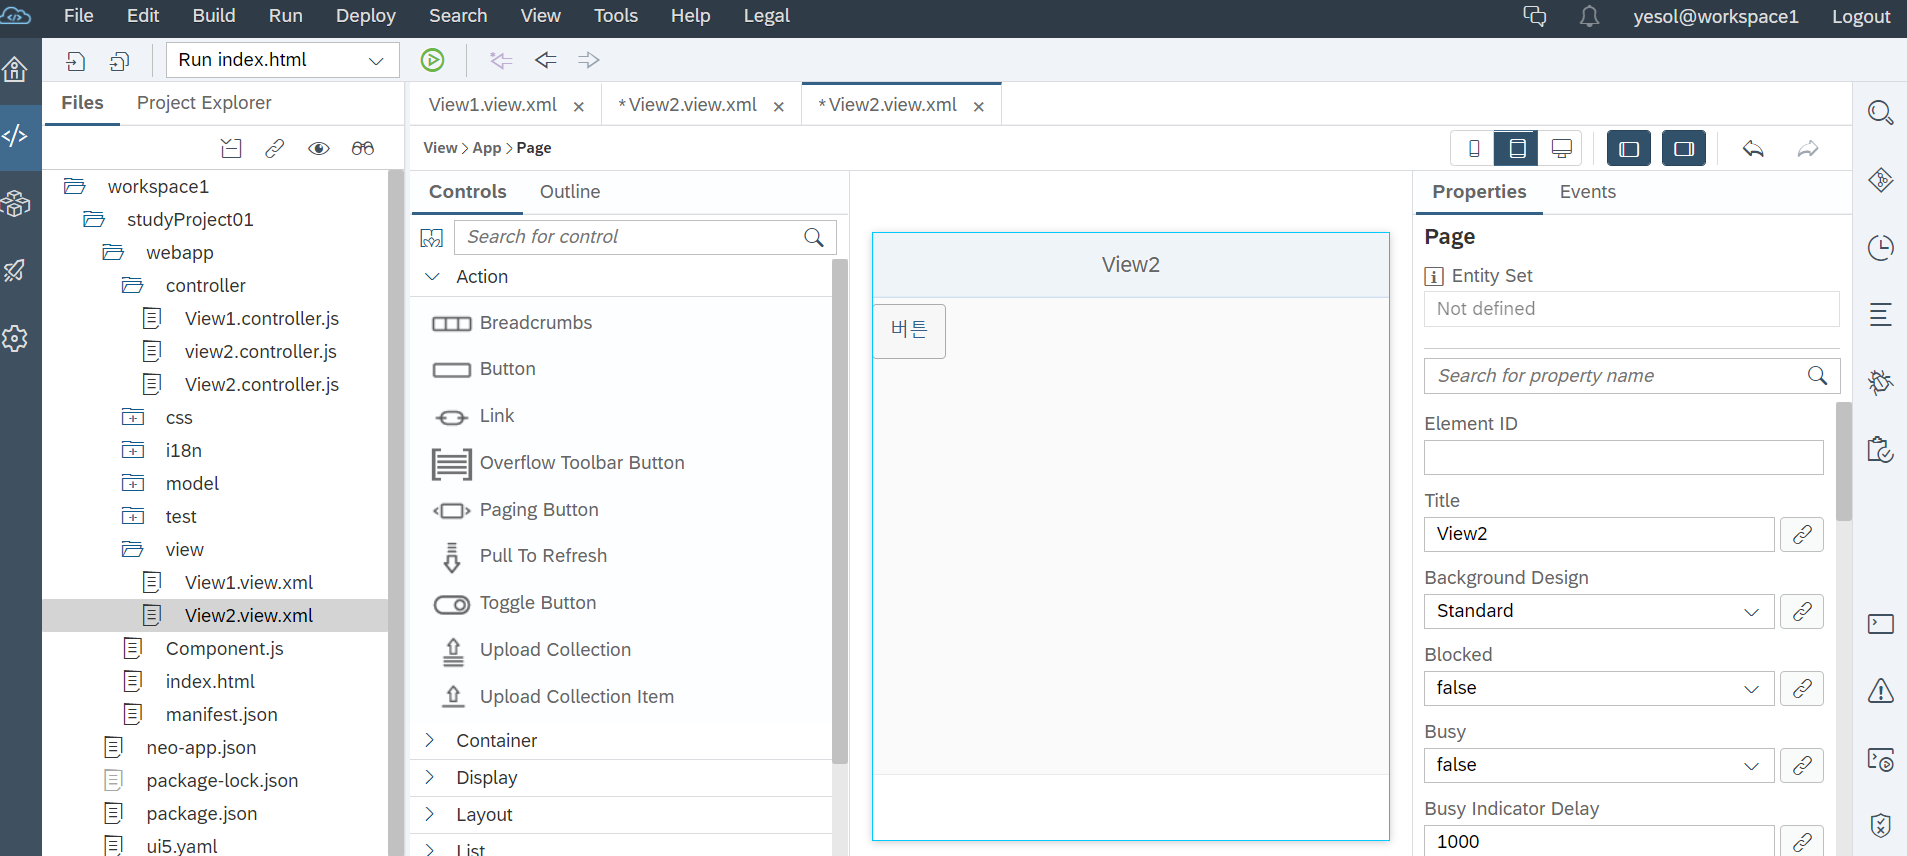 File Edit Build Run Deploy Search View Tools Help Legal yesol@workspace1 Logout
Run index.html
Files Project Explorer
workspace1
studyProject01
webapp
controller
View1.controller.js
view2.controller.js
View2.controller.js
css
i18n
model
test
view
View1.view.xml
View2.view.xml
Component.js
index.html
manifest.json
neo-app.json
package-lock.json
package.json
ui5.yaml
View1.view.xml × *View2.view.xml × *View2.view.xml ×
View > App > Page
Controls Outline
Search for control
Action
Breadcrumbs
Button
Link
Overflow Toolbar Button
Paging Button
Pull To Refresh
Toggle Button
Upload Collection
Upload Collection Item
Container
Display
Layout
List
View2
버튼
Properties Events
Page
Entity Set
Not defined
Search for property name
Element ID
Title
View2
Background Design
Standard
Blocked
false
Busy
false
Busy Indicator Delay
1000